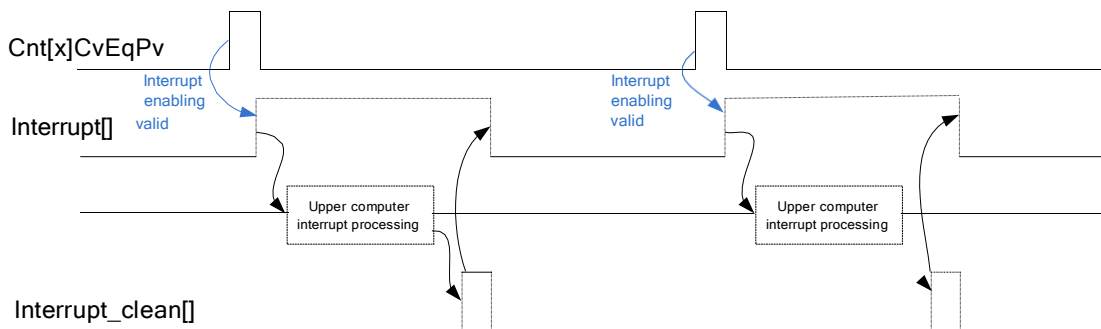 Cnt[x]CvEqPv
Interrupt
enabling
valid
Interrupt
enabling
valid
Interrupt[]
Upper computer
interrupt processing
Upper computer
interrupt processing
Interrupt_clean[]